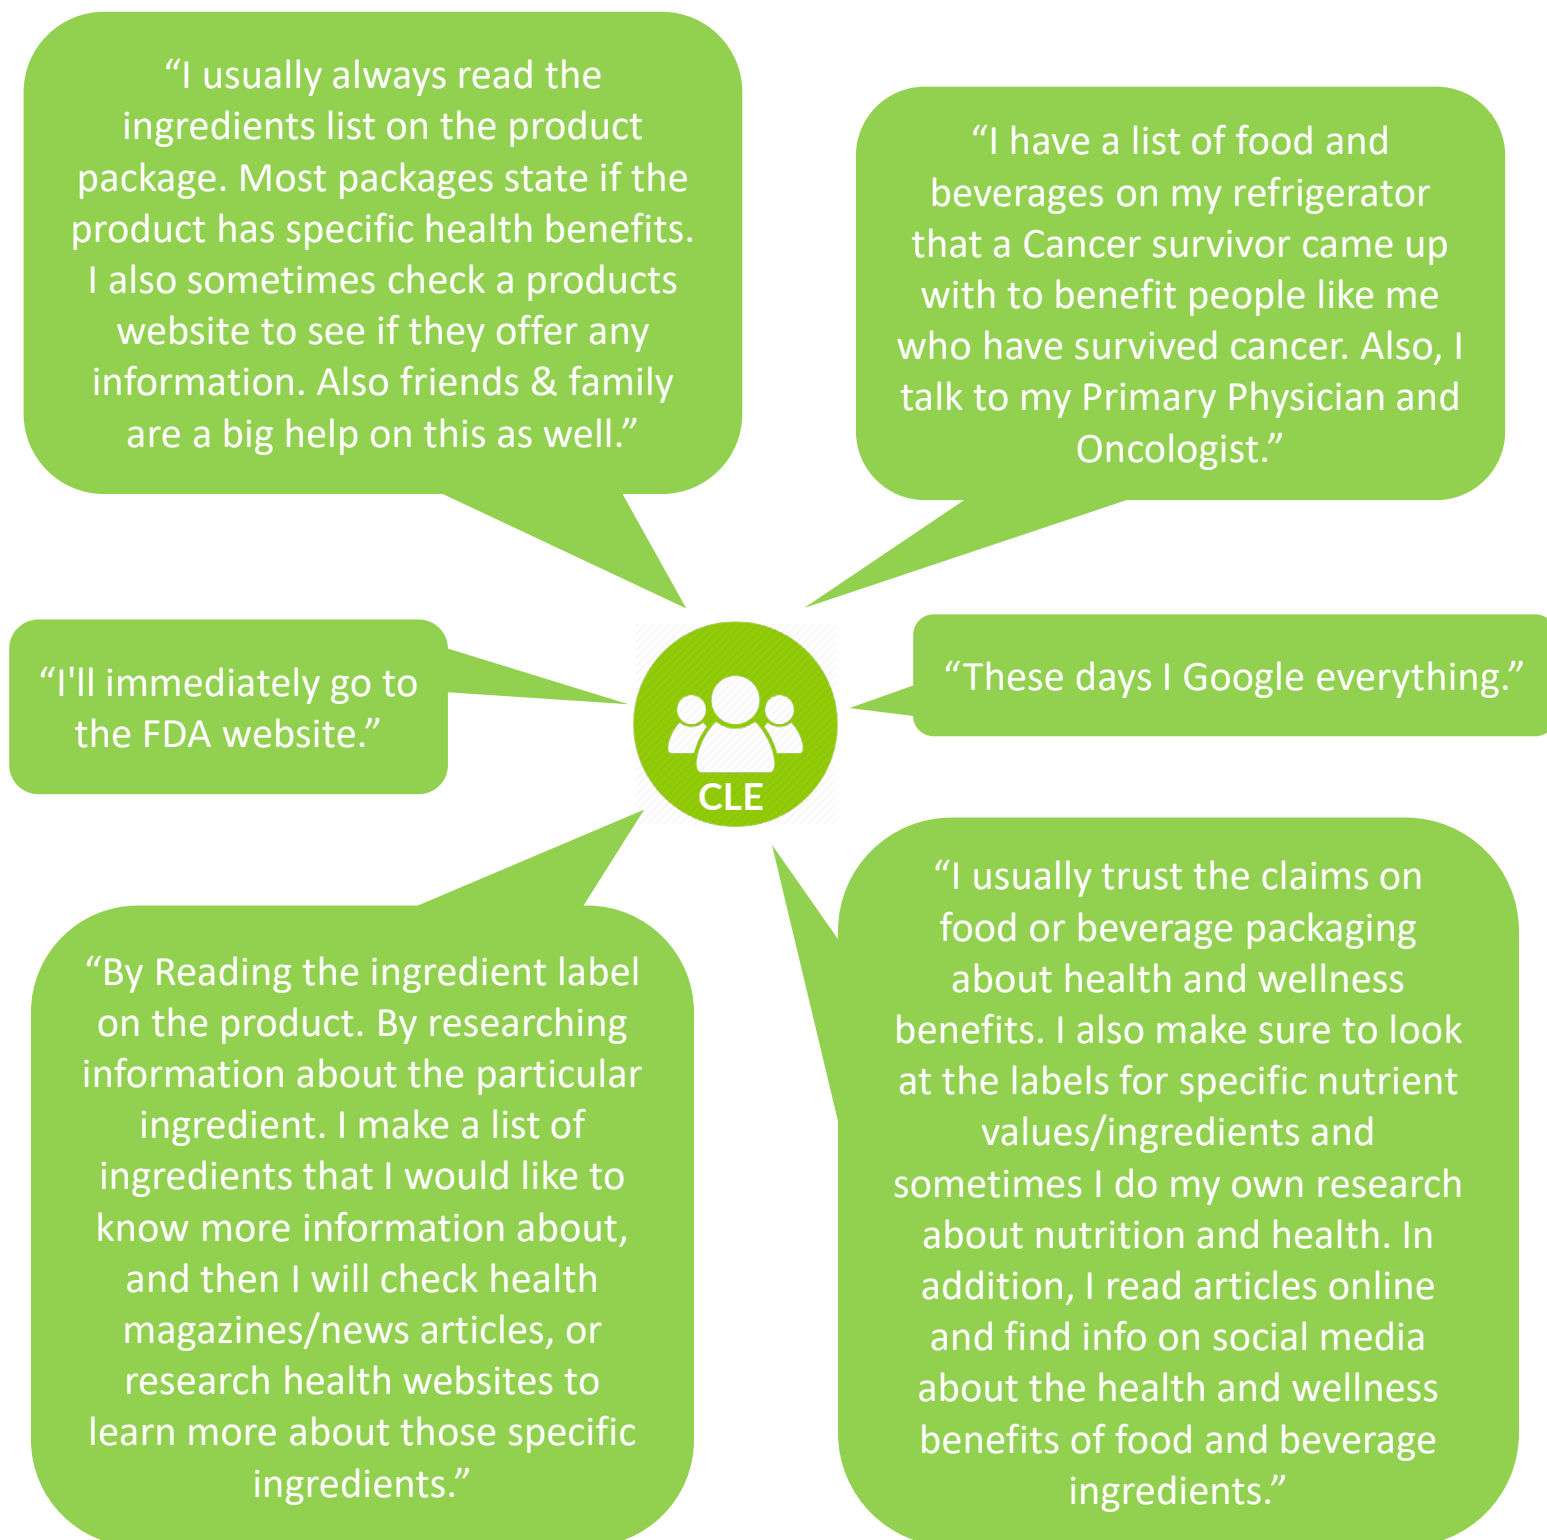 “I usually always read the
ingredients list on the product
package. Most packages state if the
product has specific health benefits.
I also sometimes check a products
website to see if they offer any
information. Also friends & family
are a big help on this as well.”
“I have a list of food and
beverages on my refrigerator
that a Cancer survivor came up
with to benefit people like me
who have survived cancer. Also, I
talk to my Primary Physician and
Oncologist.”
“I'll immediately go to
the FDA website.”
“These days I Google everything.”
CLE
“By Reading the ingredient label
on the product. By researching
information about the particular
ingredient. I make a list of
ingredients that I would like to
know more information about,
and then I will check health
magazines/news articles, or
research health websites to
learn more about those specific
ingredients.”
“I usually trust the claims on
food or beverage packaging
about health and wellness
benefits. I also make sure to look
at the labels for specific nutrient
values/ingredients and
sometimes I do my own research
about nutrition and health. In
addition, I read articles online
and find info on social media
about the health and wellness
benefits of food and beverage
ingredients.”